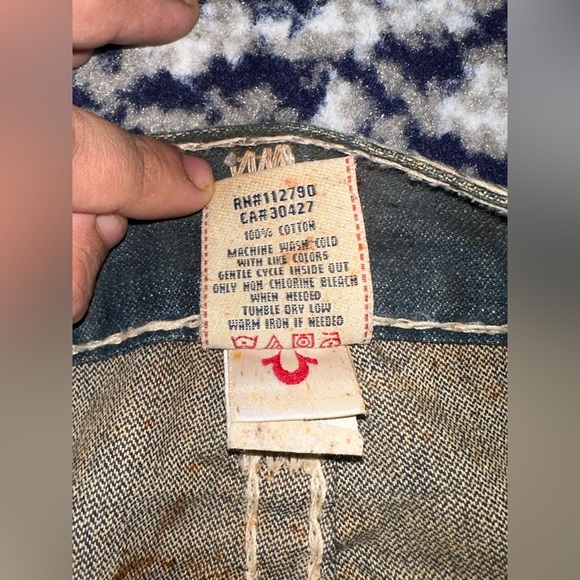 RN#112790
CA#30427
100% COTTON
MACHINE WASH COLD
WITH LIKE COLORS
GENTLE CYCLE INSIDE OUT
ONLY NON-CHLORINE BLEACH
WHEN NEEDED
TUMBLE DRY LOW
WARM IRON IF NEEDED